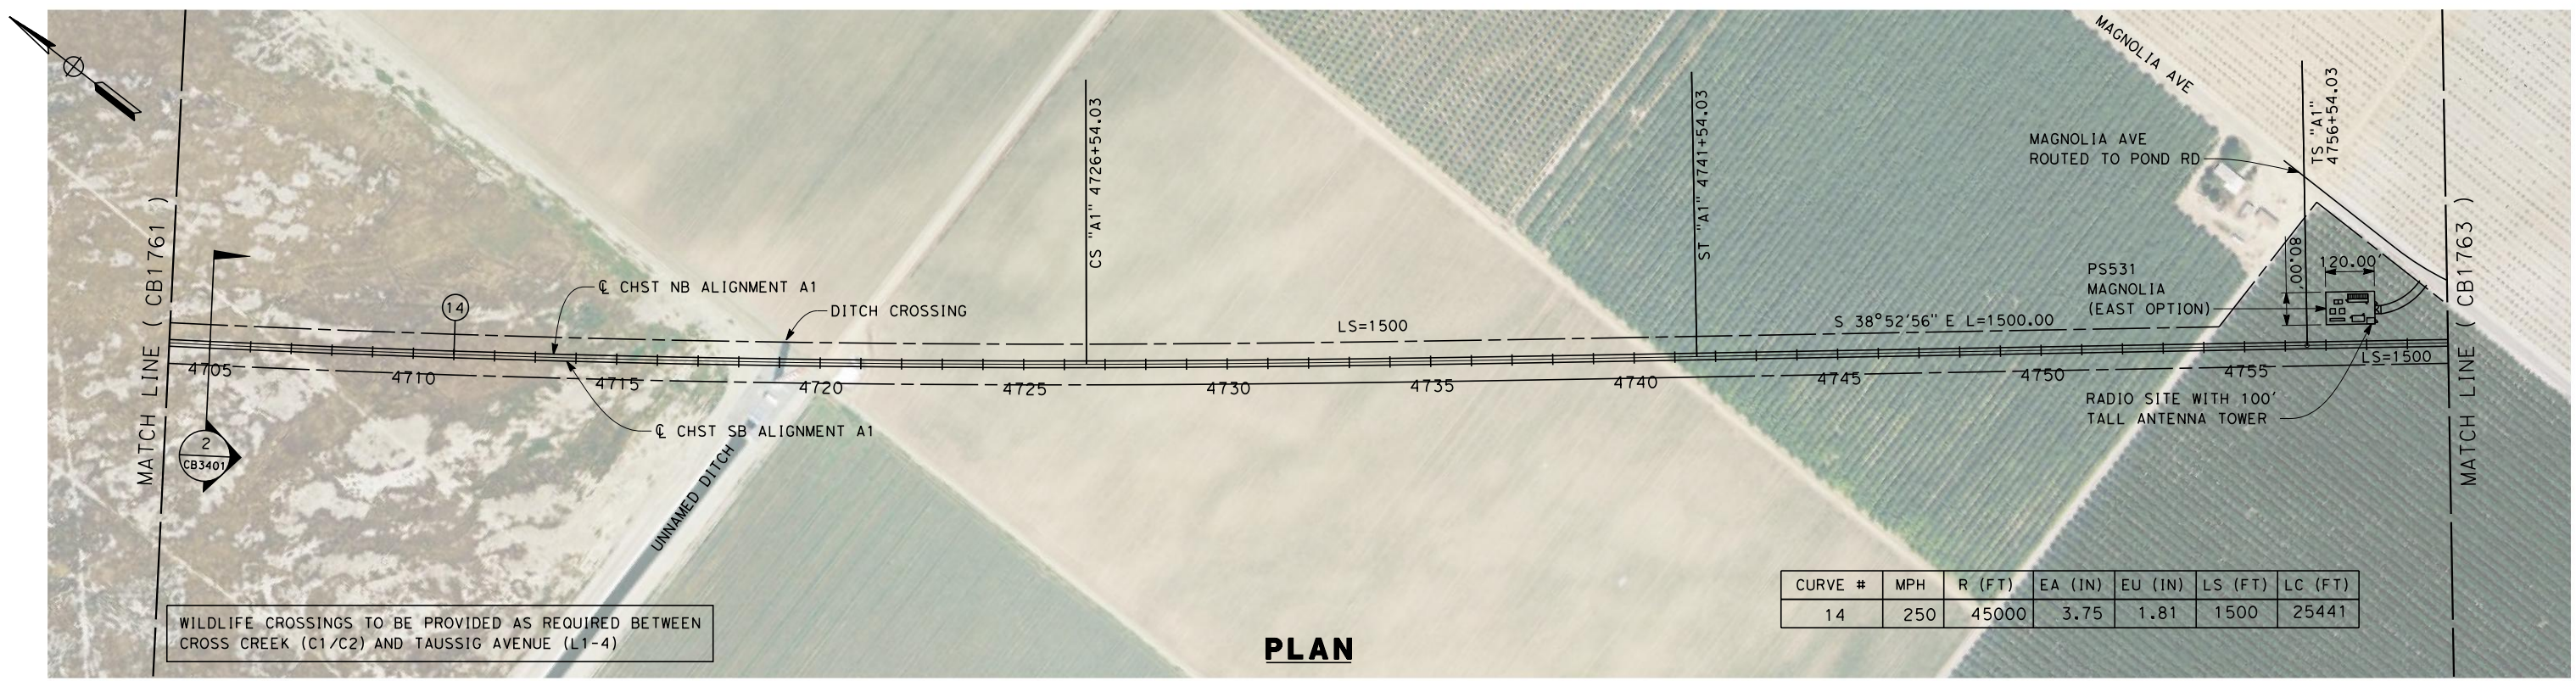 MATCH LINE ( CB1761 )
2
CB3401
14
℄ CHST NB ALIGNMENT A1
℄ CHST SB ALIGNMENT A1
DITCH CROSSING
UNNAMED DITCH
CS "A1" 4726+54.03
LS=1500
ST "A1" 4741+54.03
S 38°52'56" E L=1500.00
MAGNOLIA AVE
MAGNOLIA AVE
ROUTED TO POND RD
TS "A1"
4756+54.03
PS531
MAGNOLIA
(EAST OPTION)
80.00'
120.00'
LS=1500
RADIO SITE WITH 100'
TALL ANTENNA TOWER
MATCH LINE ( CB1763 )
4705 4710 4715 4720 4725 4730 4735 4740 4745 4750 4755
WILDLIFE CROSSINGS TO BE PROVIDED AS REQUIRED BETWEEN
CROSS CREEK (C1/C2) AND TAUSSIG AVENUE (L1-4)
PLAN
CURVE # MPH R (FT) EA (IN) EU (IN) LS (FT) LC (FT)
14 250 45000 3.75 1.81 1500 25441